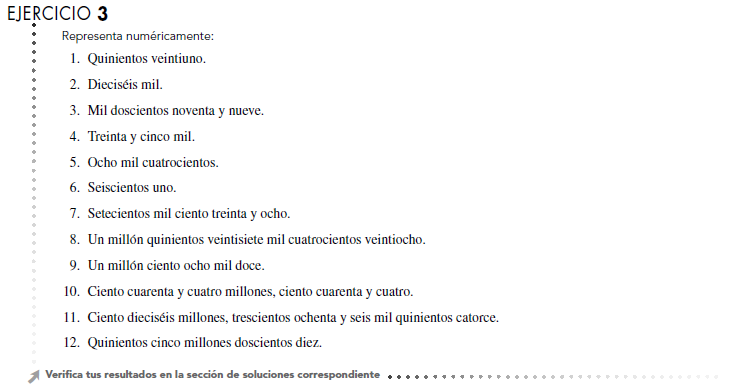 EJERCICIO 3
Representa numéricamente:
1. Quinientos veintiuno.
2. Dieciséis mil.
3. Mil doscientos noventa y nueve.
4. Treinta y cinco mil.
5. Ocho mil cuatrocientos.
6. Seiscientos uno.
7. Setecientos mil ciento treinta y ocho.
8. Un millón quinientos veintisiete mil cuatrocientos veintiocho.
9. Un millón ciento ocho mil doce.
10. Ciento cuarenta y cuatro millones, ciento cuarenta y cuatro.
11. Ciento dieciséis millones, trescientos ochenta y seis mil quinientos catorce.
12. Quinientos cinco millones doscientos diez.
Verifica tus resultados en la sección de soluciones correspondiente